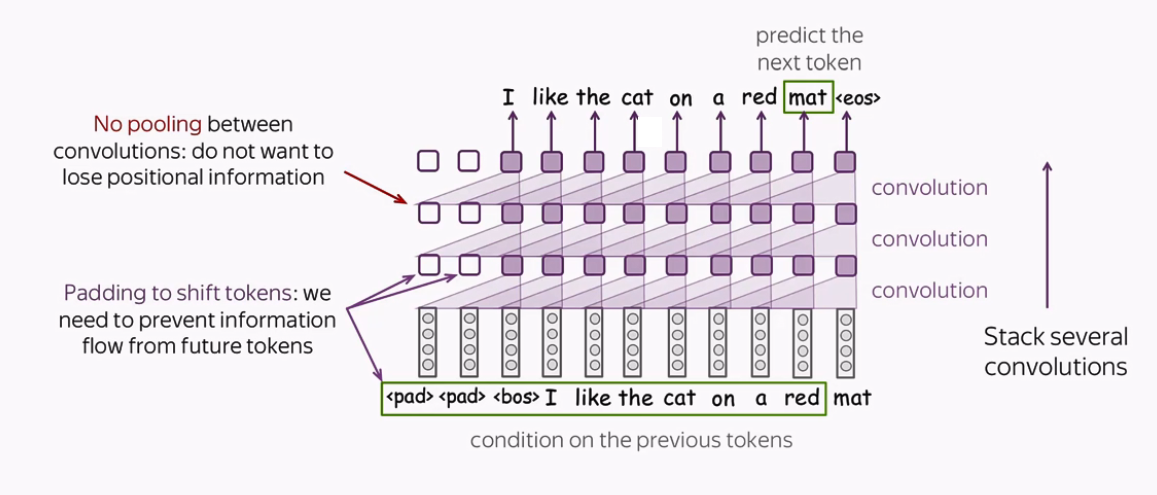 predict the
next token
I like the cat on a red mat <eos>
No pooling between
convolutions: do not want to
lose positional information
convolution
convolution
convolution
Padding to shift tokens: we
need to prevent information
flow from future tokens
Stack several
convolutions
<pad> <pad> <bos> I like the cat on a red mat
condition on the previous tokens